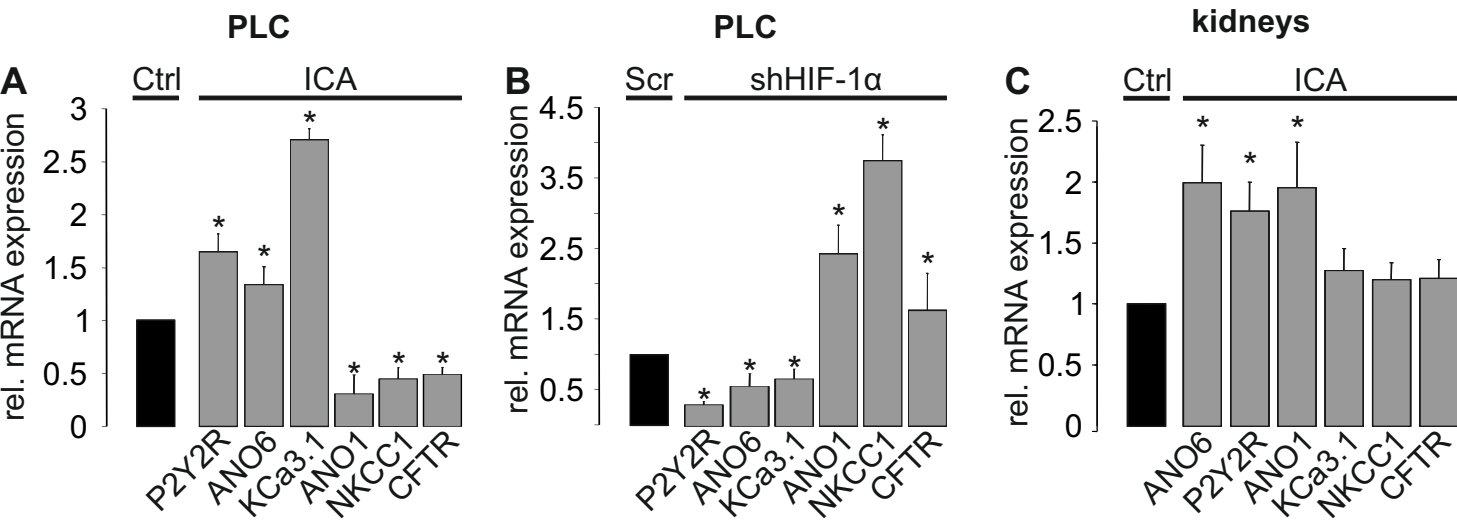 PLC
PLC
kidneys
A
Ctrl
ICA
rel. mRNA expression
3
2.5
2
1.5
1
0.5
0
*
*
*
*
*
*
P2Y2R
ANO6
KCa3.1
ANO1
NKCC1
CFTR
B
Scr
shHIF-1α
rel. mRNA expression
4.5
3.5
2.5
1.5
0.5
*
*
*
*
*
*
P2Y2R
ANO6
KCa3.1
ANO1
NKCC1
CFTR
C
Ctrl
ICA
rel. mRNA expression
2.5
2
1.5
1
0.5
0
*
*
*
ANO6
P2Y2R
ANO1
KCa3.1
NKCC1
CFTR